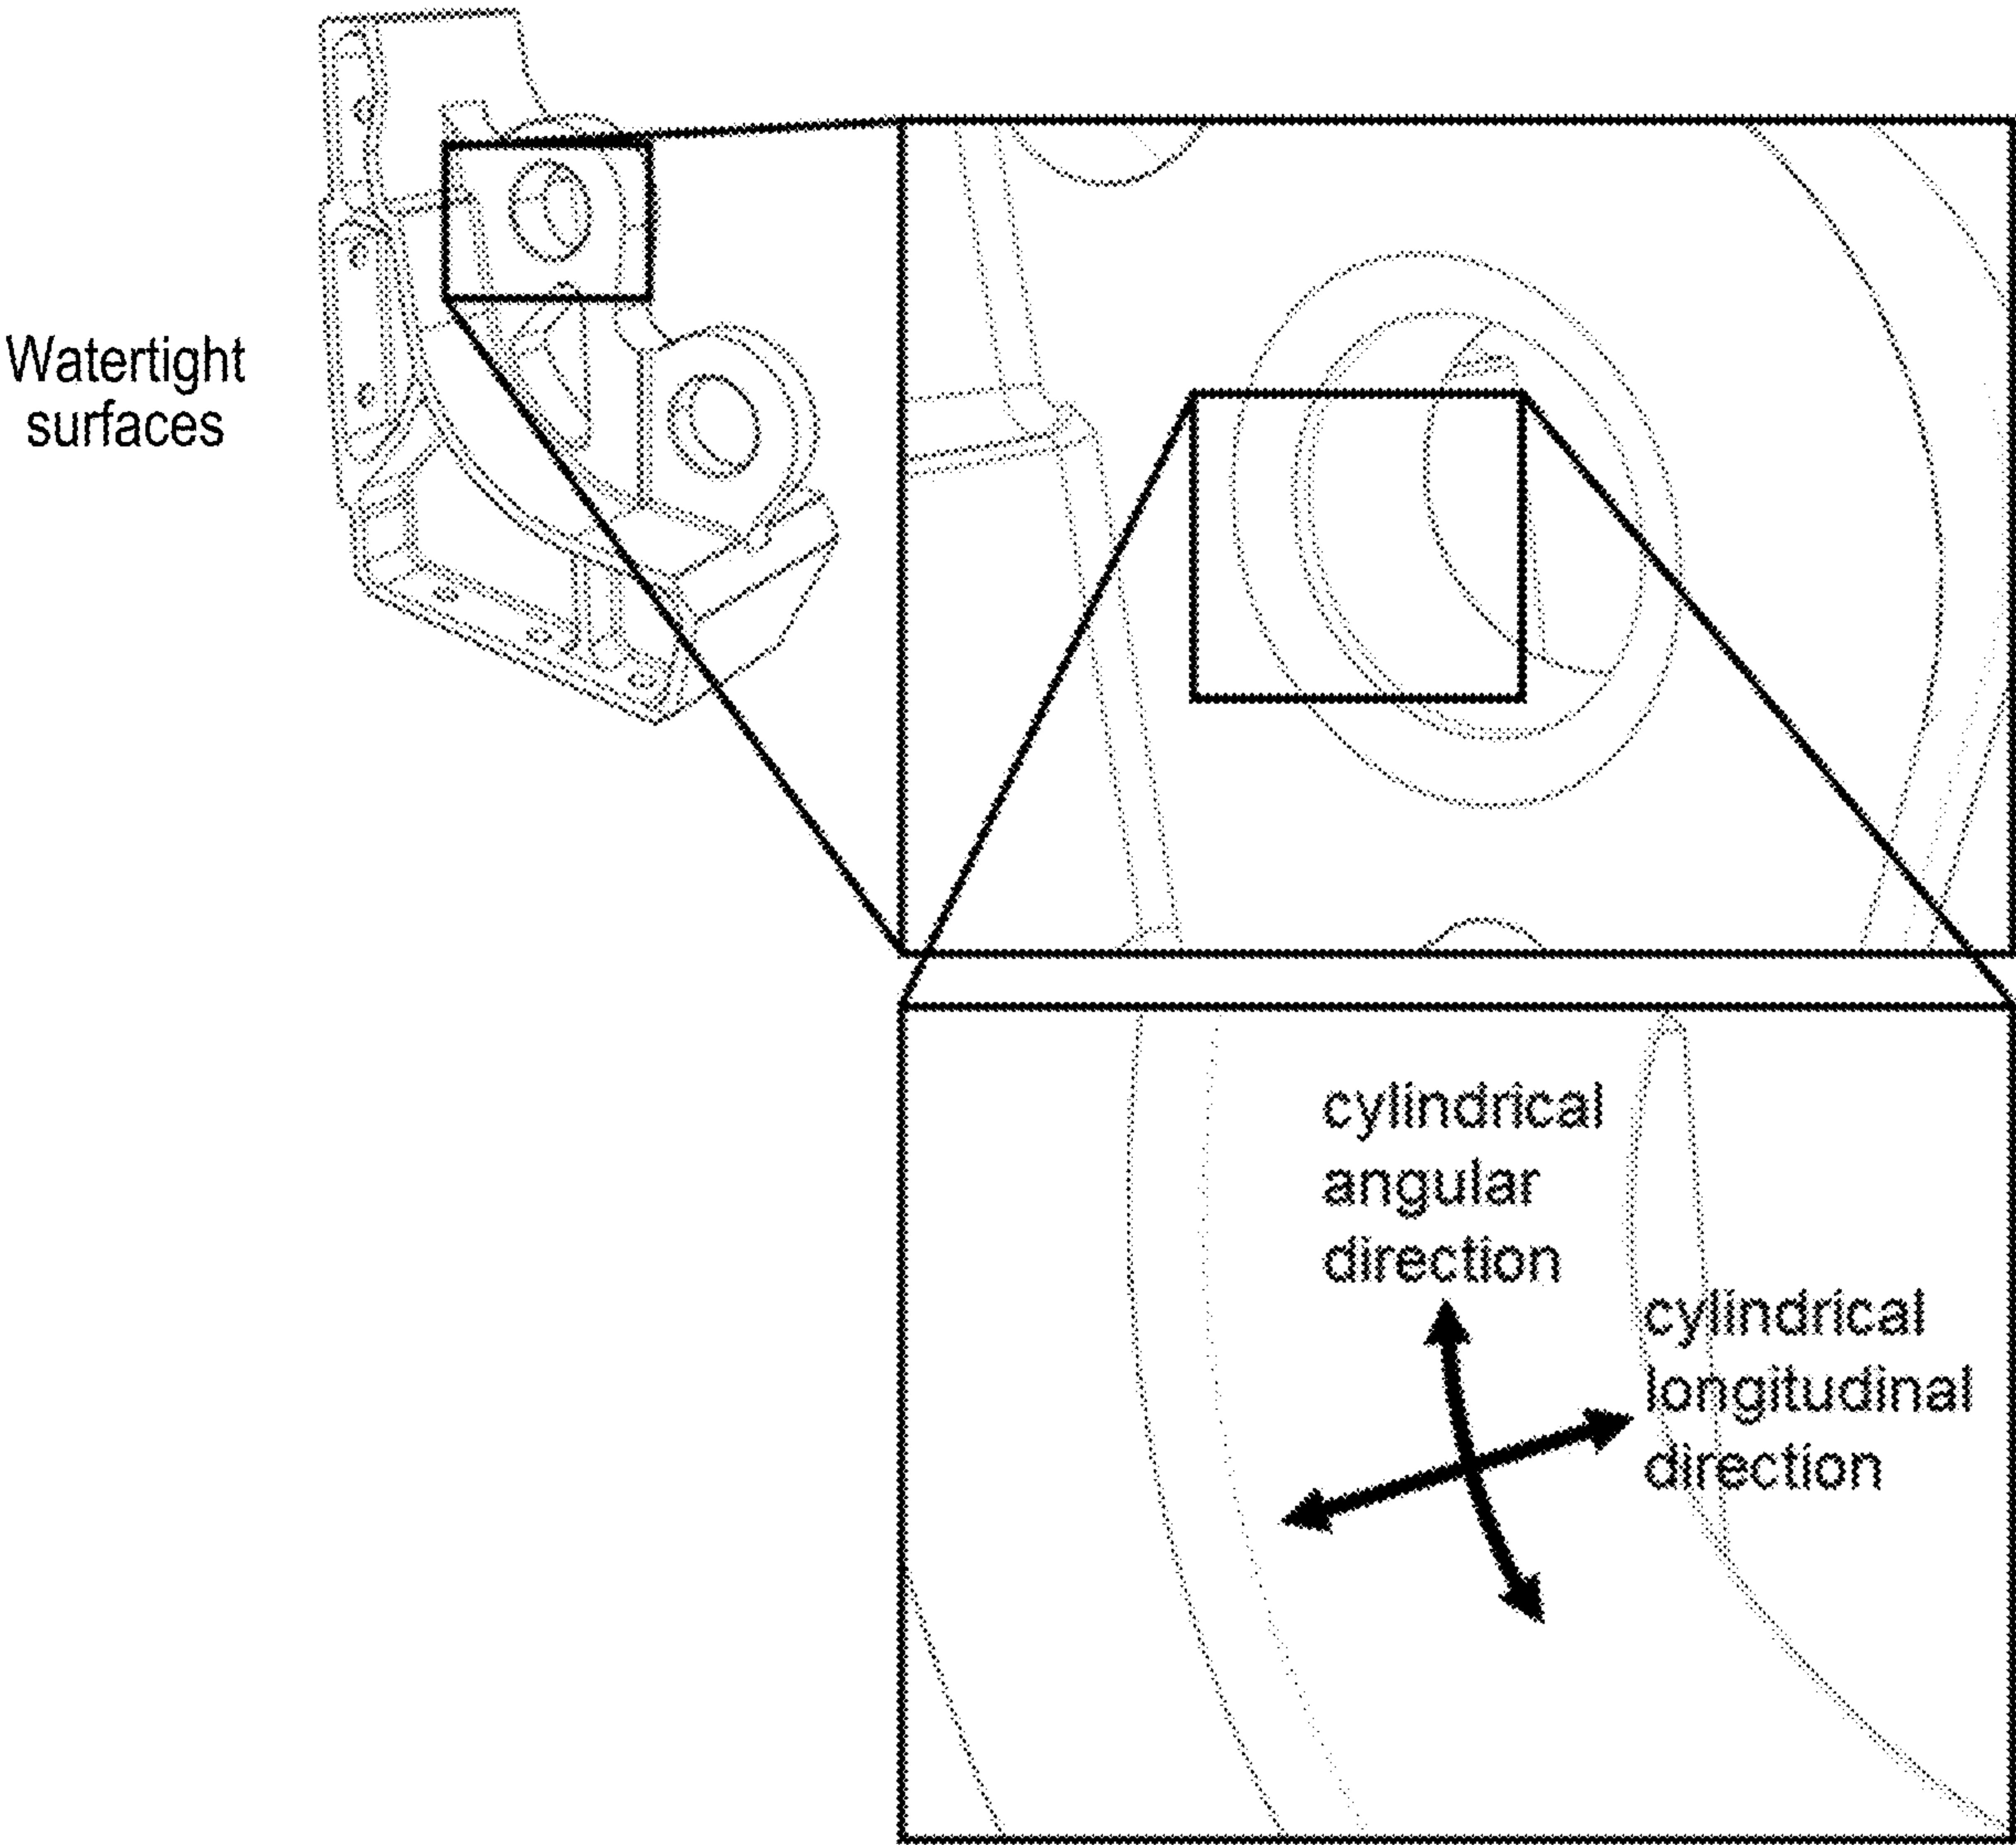 Watertight
surfaces
cylindrical
angular
direction
cylindrical
longitudinal
direction